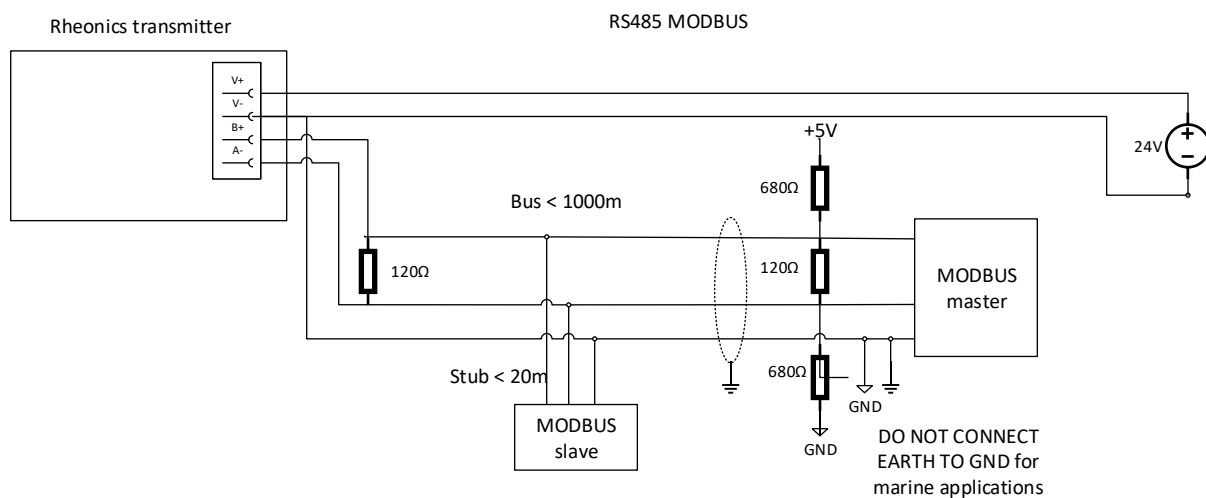 RS485 MODBUS
Rheonics transmitter
V+
V-
B+
A-
+5V
24V
+
−
680Ω
Bus < 1000m
120Ω
120Ω
MODBUS
master
Stub < 20m
680Ω
GND
MODBUS
slave
GND
DO NOT CONNECT
EARTH TO GND for
marine applications